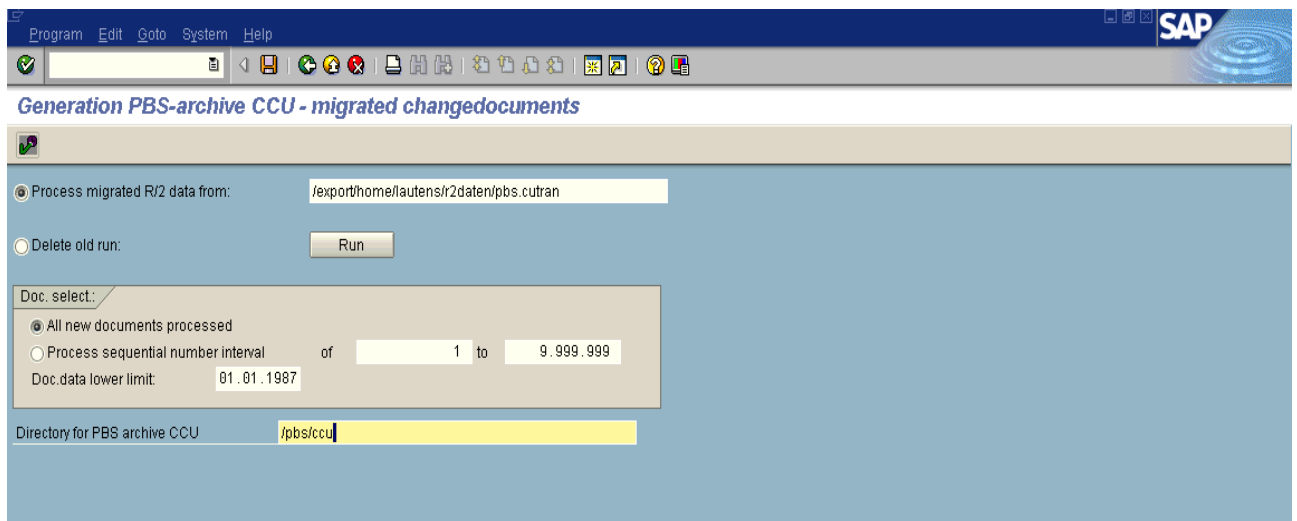 Program Edit Goto System Help
SAP
Generation PBS-archive CCU - migrated changedocuments
Process migrated R/2 data from: /export/home/lautens/r2daten/pbs.cutran
Delete old run: Run
Doc. select.:
All new documents processed
Process sequential number interval of 1 to 9.999.999
Doc.data lower limit: 01.01.1987
Directory for PBS archive CCU /pbs/ccu